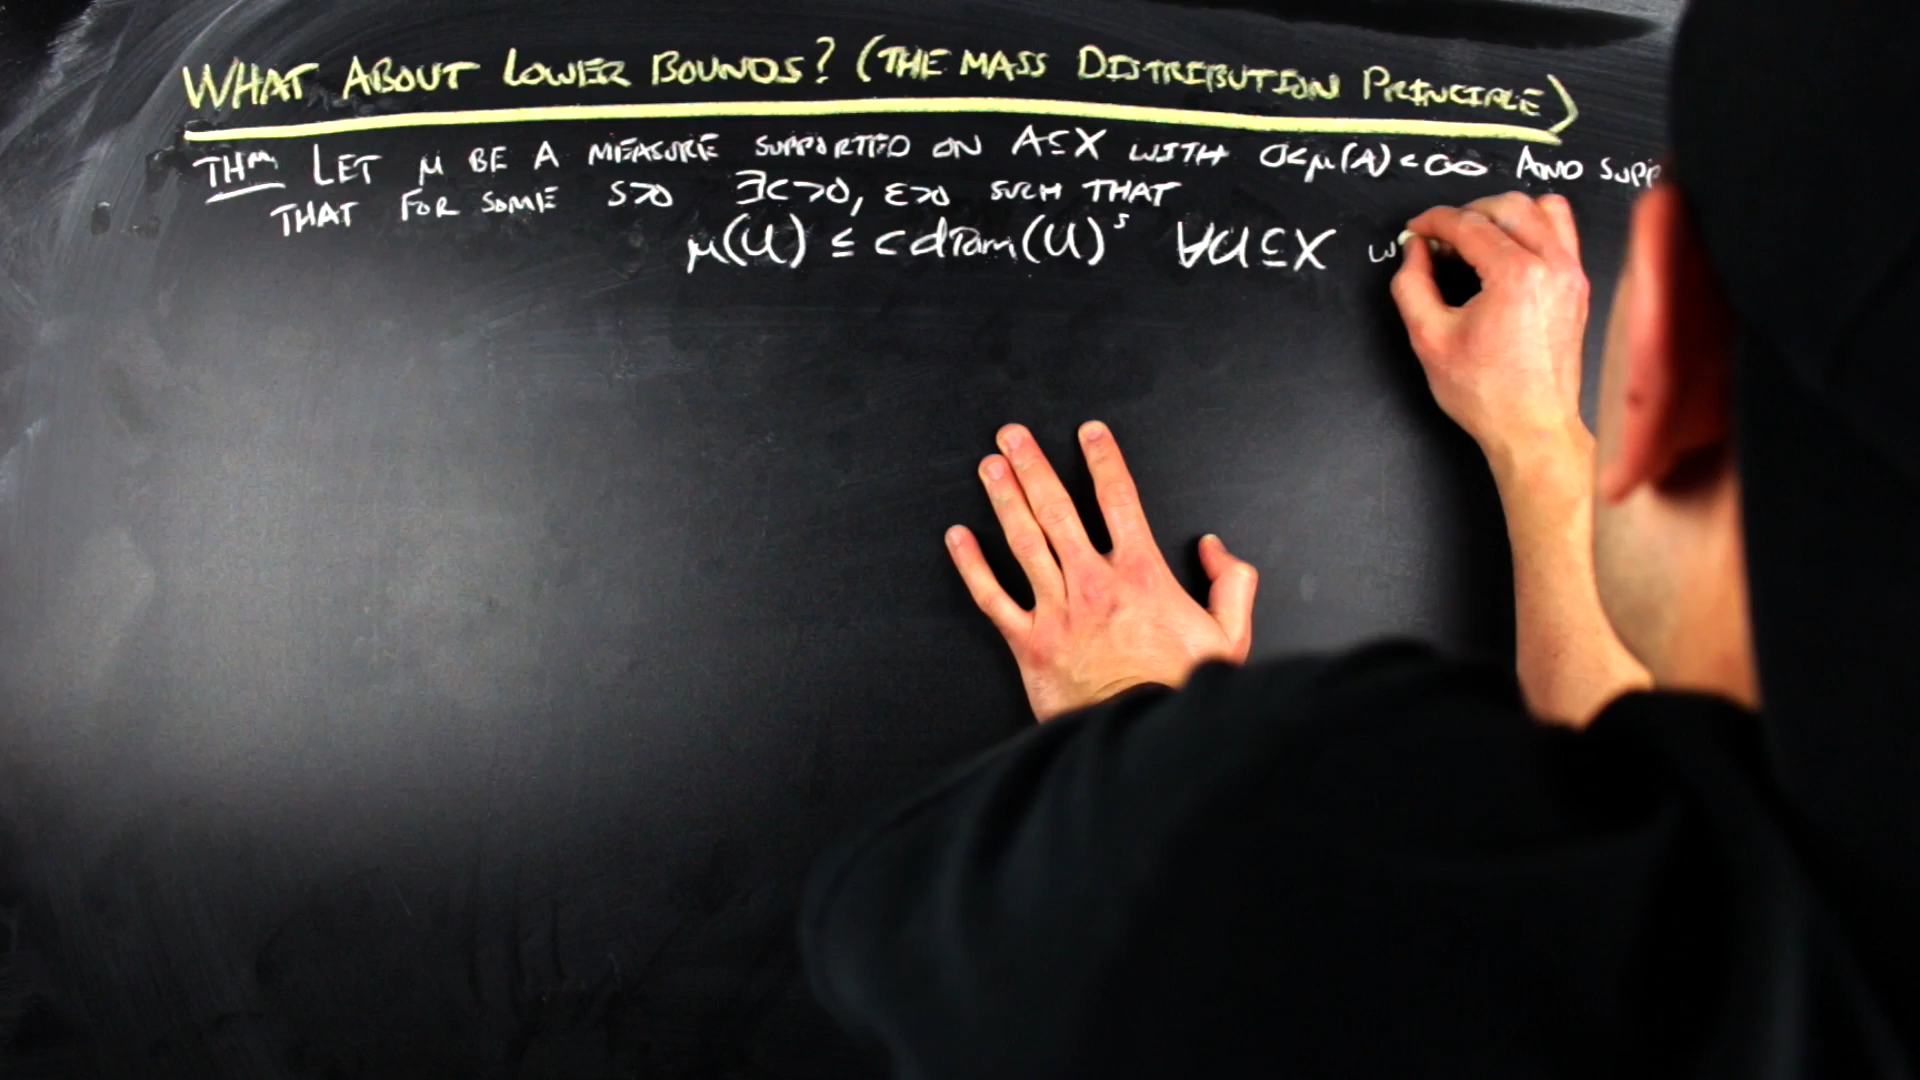 WHAT ABOUT LOWER BOUNDS? (THE MASS DISTRIBUTION PRINCIPLE)
THM LET μ BE A MEASURE SUPPORTED ON A⊆X WITH 0<μ(A)<∞ AND SUPP
THAT FOR SOME s>0 ∃c>0, ε>0 SUCH THAT
μ(U) ≤ c diam(U)^s ∀U⊆X w